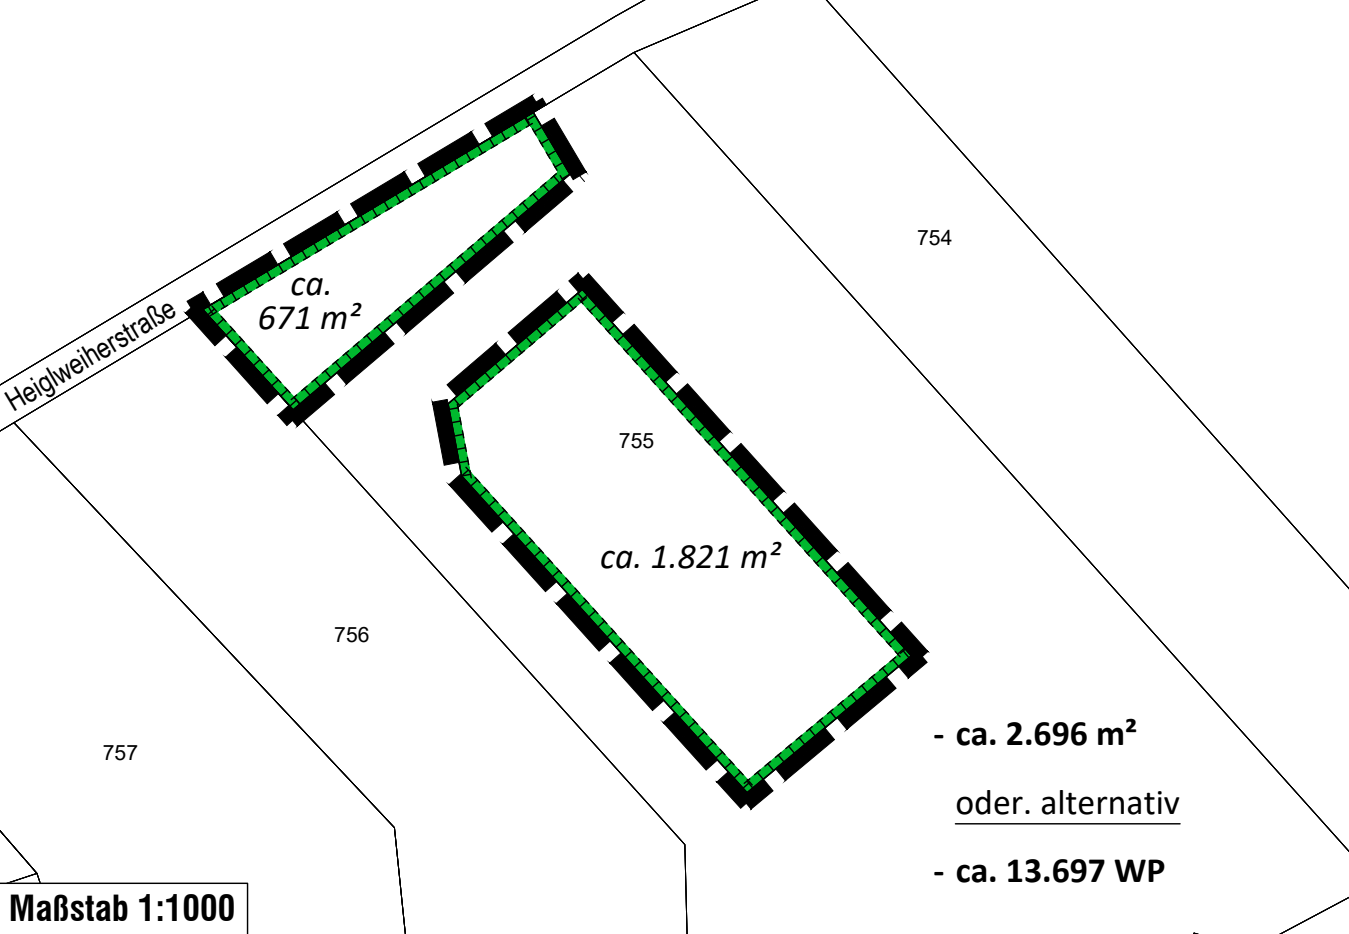 754
ca.
671 m²
Heiglweiherstraße
755
ca. 1.821 m²
756
757
- ca. 2.696 m²
oder. alternativ
- ca. 13.697 WP
Maßstab 1:1000